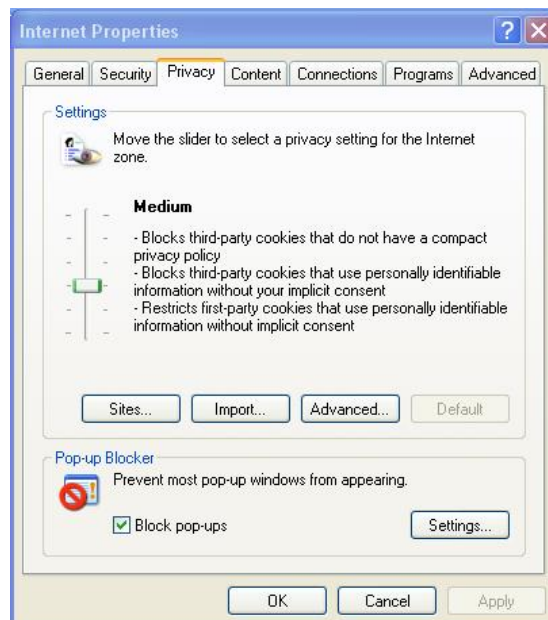 Internet Properties
General Security Privacy Content Connections Programs Advanced
Settings
Move the slider to select a privacy setting for the Internet
zone.
Medium
- Blocks third-party cookies that do not have a compact
privacy policy
- Blocks third-party cookies that use personally identifiable
information without your implicit consent
- Restricts first-party cookies that use personally identifiable
information without implicit consent
Sites... Import... Advanced... Default
Pop-up Blocker
Prevent most pop-up windows from appearing.
Block pop-ups Settings...
OK Cancel Apply